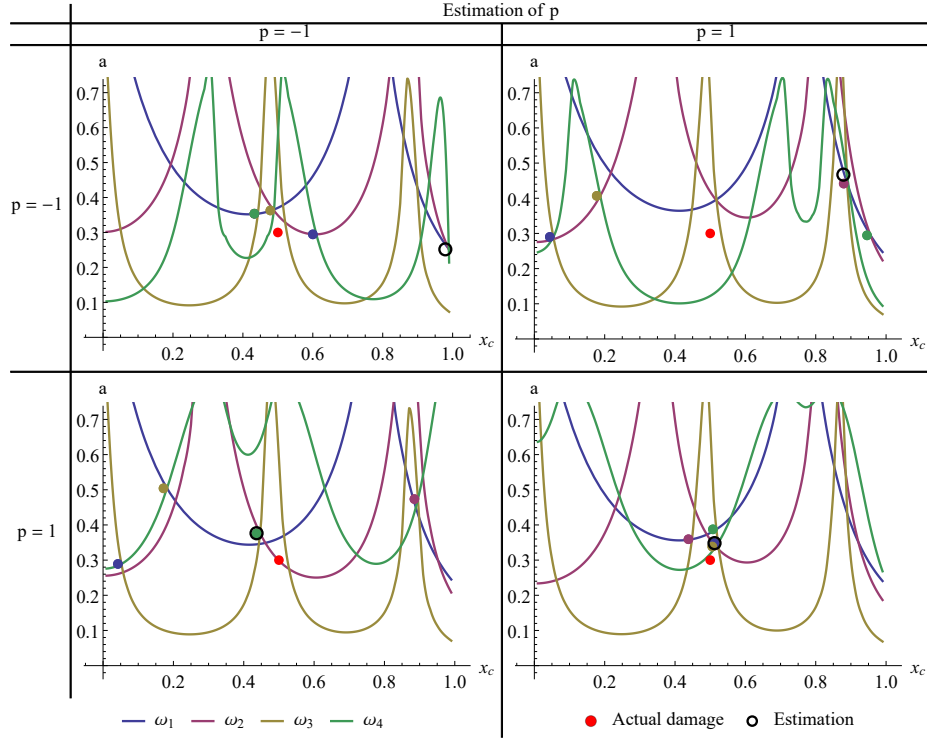 Estimation of p
p = −1
p = 1
p = −1
a
0.7
0.6
0.5
0.4
0.3
0.2
0.1
0.2 0.4 0.6 0.8 1.0
x_c
a
0.7
0.6
0.5
0.4
0.3
0.2
0.1
0.2 0.4 0.6 0.8 1.0
x_c
p = 1
a
0.7
0.6
0.5
0.4
0.3
0.2
0.1
0.2 0.4 0.6 0.8 1.0
x_c
a
0.7
0.6
0.5
0.4
0.3
0.2
0.1
0.2 0.4 0.6 0.8 1.0
x_c
ω₁ ω₂ ω₃ ω₄
Actual damage Estimation